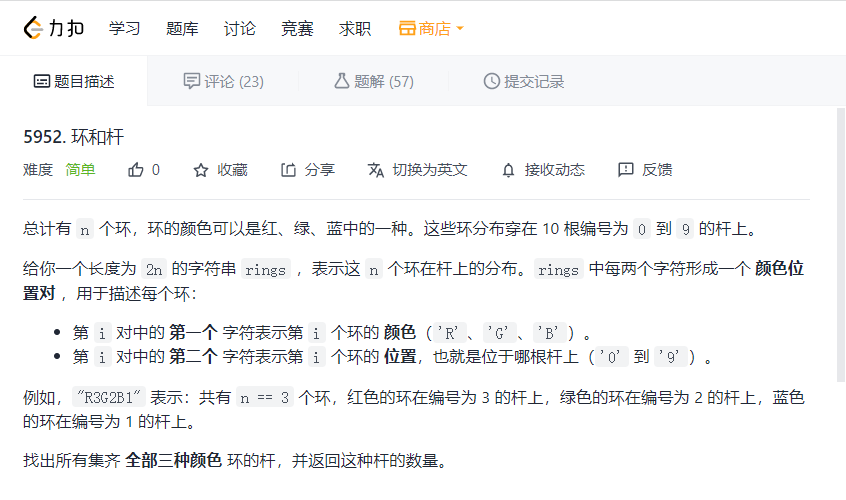 力扣 学习 题库 讨论 竞赛 求职 商店
题目描述 评论 (23) 题解 (57) 提交记录
5952. 环和杆
难度 简单 0 收藏 分享 切换为英文 接收动态 反馈
总计有 n 个环，环的颜色可以是红、绿、蓝中的一种。这些环分布穿在 10 根编号为 0 到 9 的杆上。
给你一个长度为 2n 的字符串 rings ，表示这 n 个环在杆上的分布。rings 中每两个字符形成一个 颜色位
置对 ，用于描述每个环：
• 第 i 对中的 第一个 字符表示第 i 个环的 颜色（'R'、'G'、'B'）。
• 第 i 对中的 第二个 字符表示第 i 个环的 位置，也就是位于哪根杆上（'0' 到 '9'）。
例如，"R3G2B1" 表示：共有 n == 3 个环，红色的环在编号为 3 的杆上，绿色的环在编号为 2 的杆上，蓝色
的环在编号为 1 的杆上。
找出所有集齐 全部三种颜色 环的杆，并返回这种杆的数量。